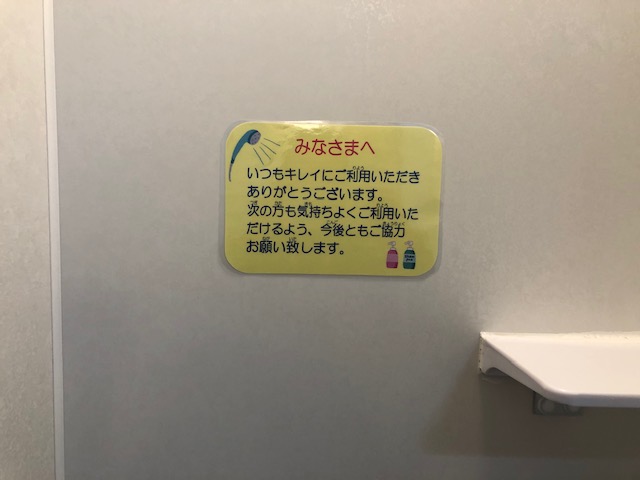 みなさまへ
いつもキレイにご利用いただき
ありがとうございます。
次の方も気持ちよくご利用いた
だけるよう、今後ともご協力
お願い致します。